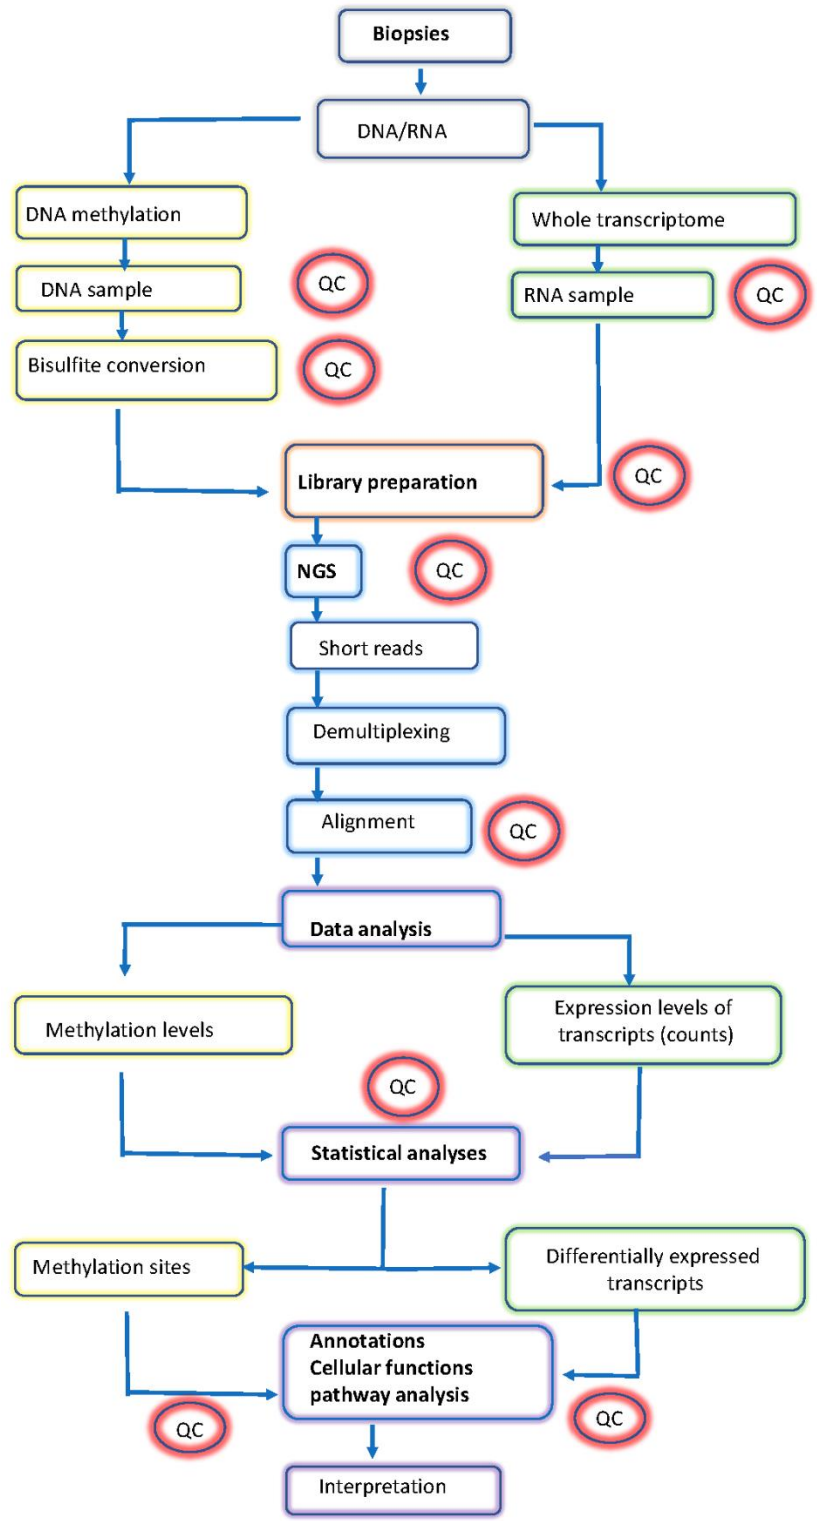 Biopsies
DNA/RNA
DNA methylation
Whole transcriptome
DNA sample
QC
RNA sample
QC
Bisulfite conversion
QC
Library preparation
QC
NGS
QC
Short reads
Demultiplexing
Alignment
QC
Data analysis
Methylation levels
Expression levels of
transcripts (counts)
QC
Statistical analyses
Methylation sites
Differentially expressed
transcripts
Annotations
Cellular functions
pathway analysis
QC
QC
Interpretation